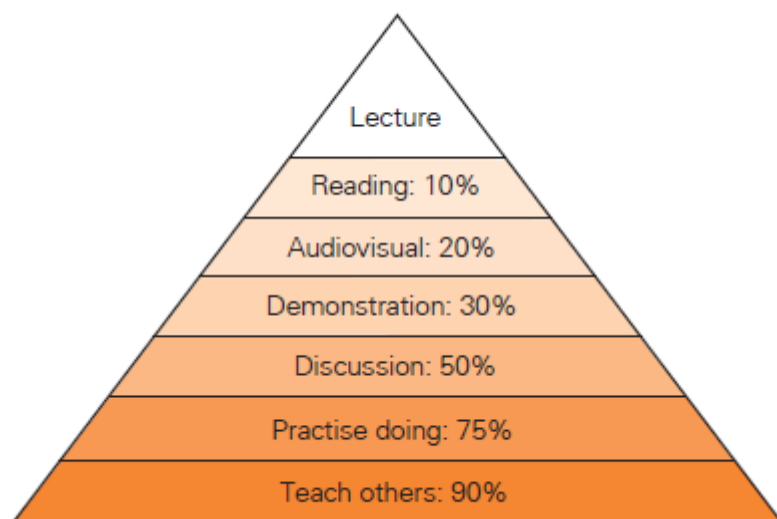 Lecture
Reading: 10%
Audiovisual: 20%
Demonstration: 30%
Discussion: 50%
Practise doing: 75%
Teach others: 90%